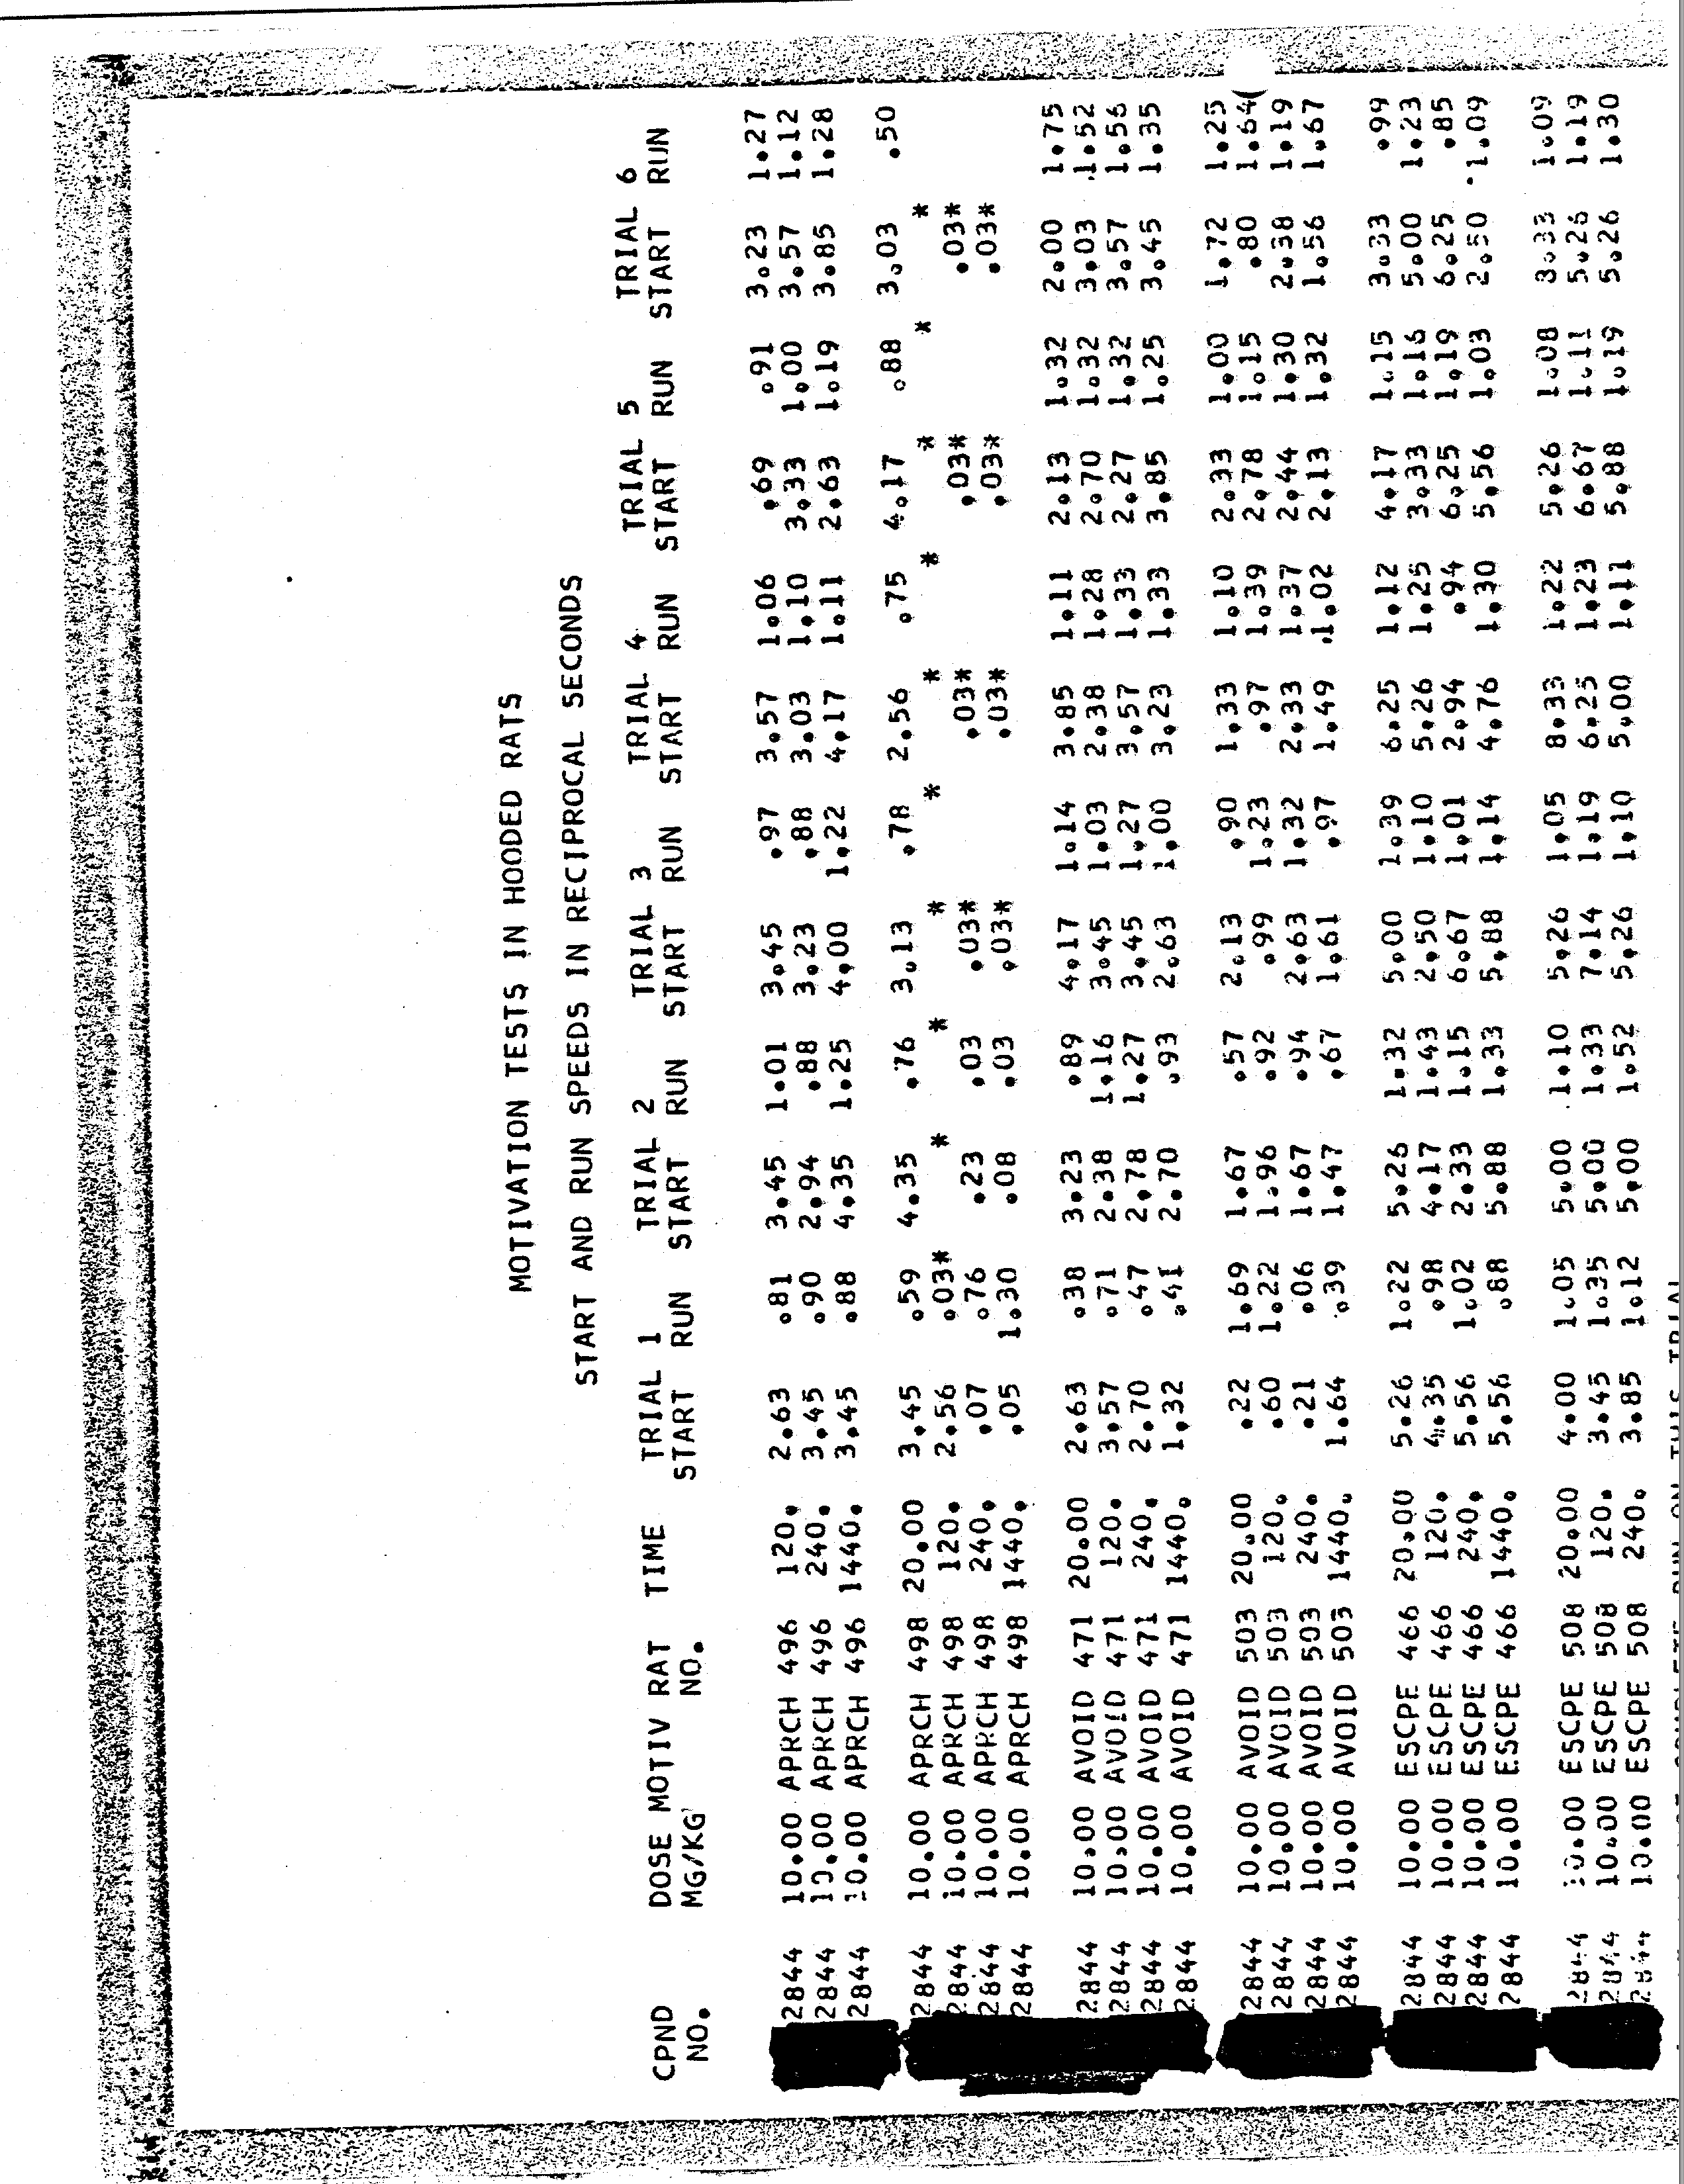 MOTIVATION TESTS IN HOODED RATS
START AND RUN SPEEDS IN RECIPROCAL SECONDS
CPND DOSE MOTIV RAT TIME TRIAL 1 TRIAL 2 TRIAL 3 TRIAL 4 TRIAL 5 TRIAL 6
NO. MG/KG NO. START RUN START RUN START RUN START RUN START RUN START RUN
2844 10.00 APRCH 496 120. 2.63 .81 3.45 1.01 3.45 .97 3.57 1.06 .69 .91 3.23 1.27
2844 10.00 APRCH 496 240. 3.45 .90 2.94 .88 3.23 .88 3.03 1.10 3.33 1.00 3.57 1.12
2844 10.00 APRCH 496 1440. 3.45 .88 4.35 1.25 4.00 1.22 4.17 1.11 2.63 1.19 3.85 1.28
2844 10.00 APRCH 498 20.00 3.45 .59 4.35 .76 3.13 .78 2.56 .75 4.17 .88 3.03 .50
2844 10.00 APRCH 498 120. 2.56 .03* * * * * * * * * *
2844 10.00 APRCH 498 240. .07 .76 .23 .03 .03* .03* .03* .03*
2844 10.00 APRCH 498 1440. .05 1.30 .08 .03 .03* .03* .03* .03*
2844 10.00 AVOID 471 20.00 2.63 .38 3.23 .89 4.17 1.14 3.85 1.11 2.13 1.32 2.00 1.75
2844 10.00 AVOID 471 120. 3.57 .71 2.38 1.16 3.45 1.03 2.38 1.28 2.70 1.32 3.03 1.52
2844 10.00 AVOID 471 240. 2.70 .47 2.78 1.27 3.45 1.27 3.57 1.33 2.27 1.32 3.57 1.56
2844 10.00 AVOID 471 1440. 1.32 .41 2.70 .93 2.63 1.00 3.23 1.33 3.85 1.25 3.45 1.35
2844 10.00 AVOID 503 20.00 .22 1.69 1.67 .57 2.13 .90 1.33 1.10 2.33 1.00 1.72 1.25
2844 10.00 AVOID 503 120. .60 1.22 1.96 .92 .99 1.23 .97 1.39 2.78 1.15 .80 1.64
2844 10.00 AVOID 503 240. .21 .06 1.67 .94 2.63 1.32 2.33 1.37 2.44 1.30 2.38 1.19
2844 10.00 AVOID 503 1440. 1.64 .39 1.47 .67 1.61 .97 1.49 1.02 2.13 1.32 1.56 1.67
2844 10.00 ESCPE 466 20.00 5.26 1.22 5.26 1.32 5.00 1.39 6.25 1.12 4.17 1.15 3.33 .99
2844 10.00 ESCPE 466 120. 4.35 .98 4.17 1.43 2.50 1.10 5.26 1.25 3.33 1.16 5.00 1.23
2844 10.00 ESCPE 466 240. 5.56 1.02 2.33 1.15 6.67 1.01 2.94 .94 6.25 1.19 6.25 .85
2844 10.00 ESCPE 466 1440. 5.56 .88 5.88 1.33 5.88 1.14 4.76 1.30 5.56 1.03 2.50 1.09
2844 10.00 ESCPE 508 20.00 4.00 1.05 5.00 1.10 5.26 1.05 8.33 1.22 5.26 1.08 3.33 1.09
2844 10.00 ESCPE 508 120. 3.45 1.35 5.00 1.33 7.14 1.19 6.25 1.23 6.67 1.11 5.26 1.19
2844 10.00 ESCPE 508 240. 3.85 1.12 5.00 1.52 5.26 1.10 5.00 1.11 5.88 1.19 5.26 1.30